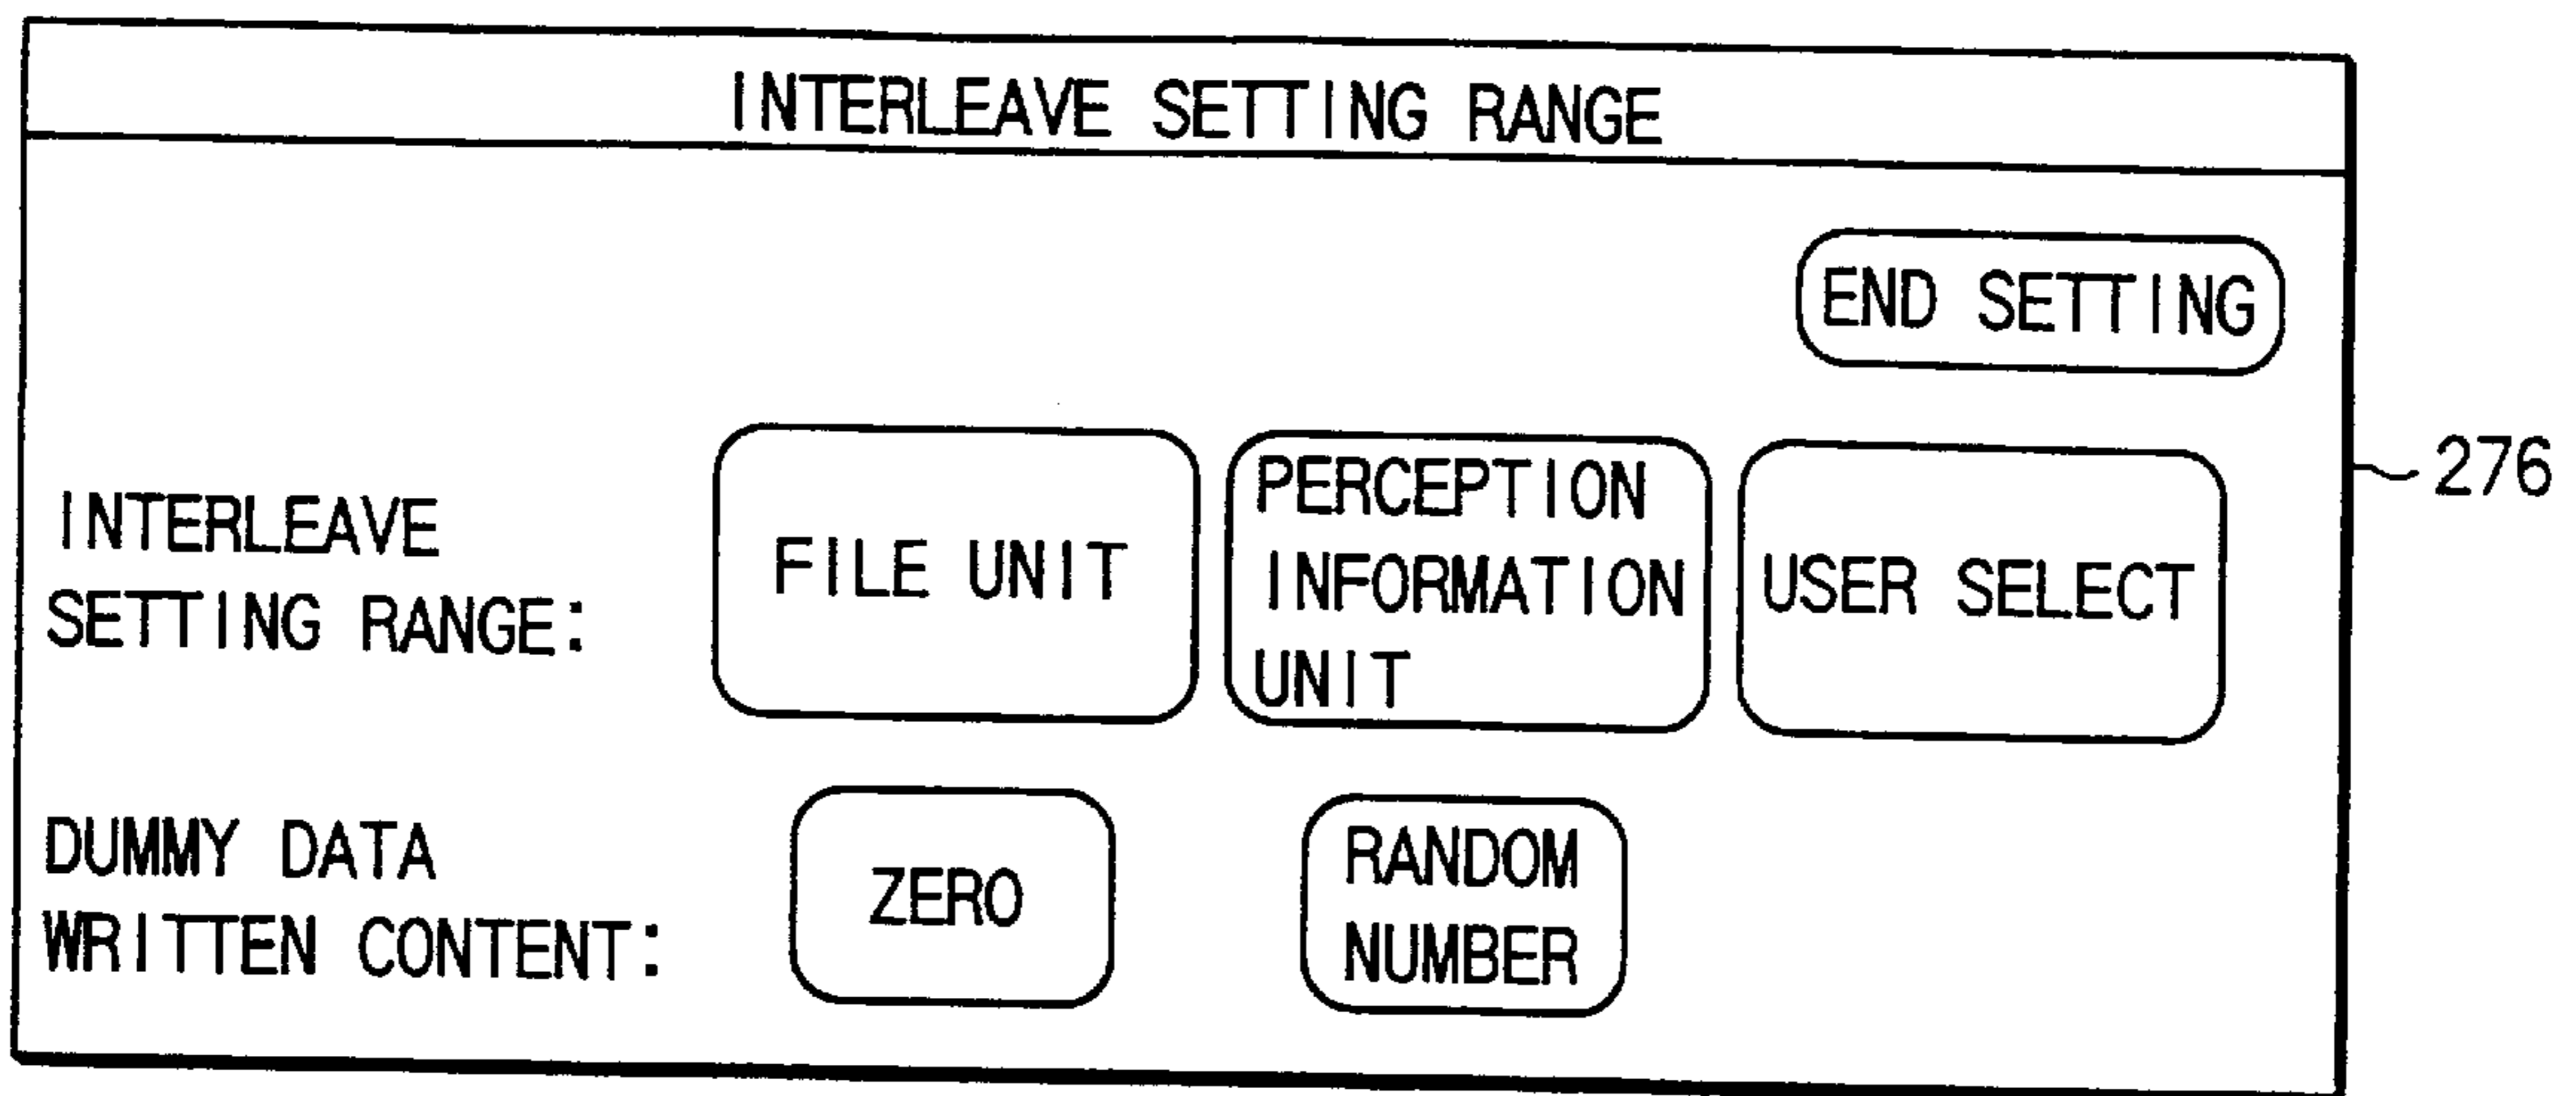 INTERLEAVE SETTING RANGE
END SETTING
276
INTERLEAVE
SETTING RANGE:
FILE UNIT
PERCEPTION
INFORMATION
UNIT
USER SELECT
DUMMY DATA
WRITTEN CONTENT:
ZERO
RANDOM
NUMBER